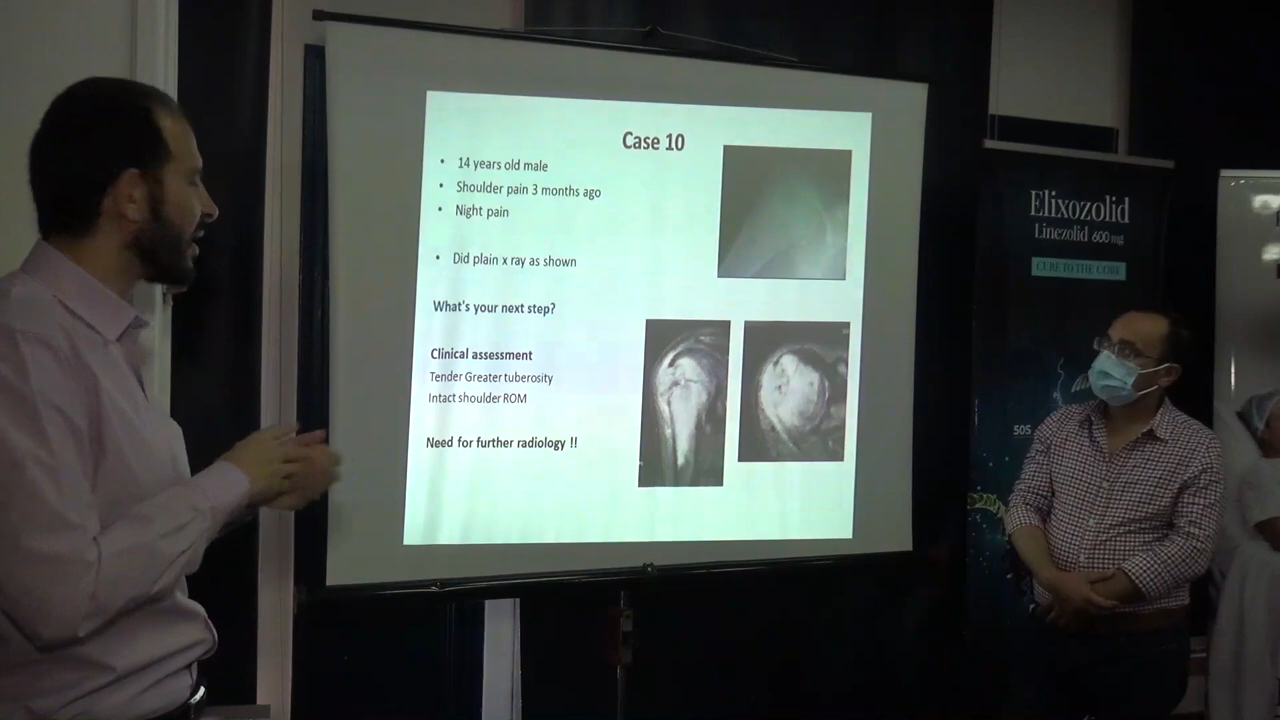 Case 10
• 14 years old male
• Shoulder pain 3 months ago
• Night pain
• Did plain x ray as shown
What's your next step?
Clinical assessment
Tender Greater tuberosity
Intact shoulder ROM
Need for further radiology !!
Elixozolid
Linezolid 600 mg
CURE TO THE CORE
50S